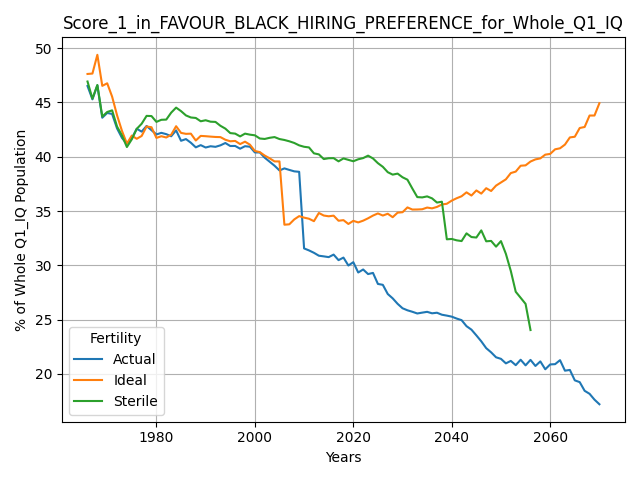 Score_1_in_FAVOUR_BLACK_HIRING_PREFERENCE_for_Whole_Q1_IQ
% of Whole Q1_IQ Population
50
45
40
35
30
25
20
Fertility
Actual
Ideal
Sterile
1980 2000 2020 2040 2060
Years